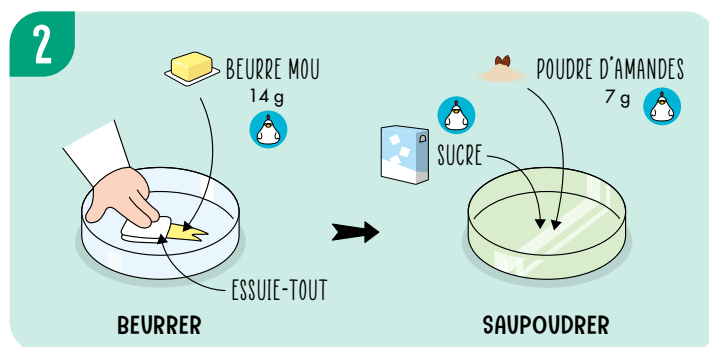 2
BEURRE MOU
14 g
POUDRE D'AMANDES
7 g
SUCRE
ESSUIE-TOUT
BEURRER
SAUPOUDRER